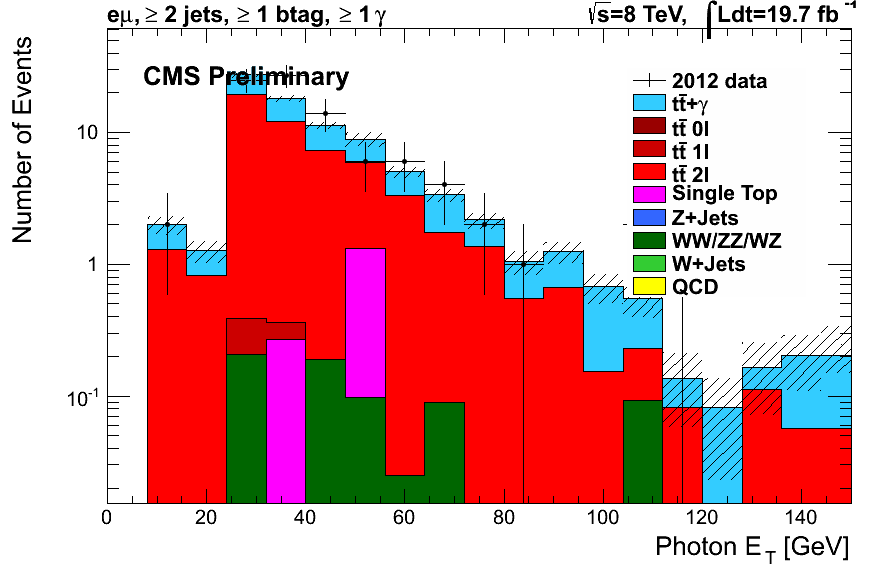 eμ, ≥ 2 jets, ≥ 1 btag, ≥ 1 γ
√s=8 TeV, ∫Ldt=19.7 fb⁻¹
CMS Preliminary
2012 data
tt̄+γ
tt̄ 0l
tt̄ 1l
tt̄ 2l
Single Top
Z+Jets
WW/ZZ/WZ
W+Jets
QCD
Number of Events
10
1
10⁻¹
0 20 40 60 80 100 120 140
Photon E_T [GeV]